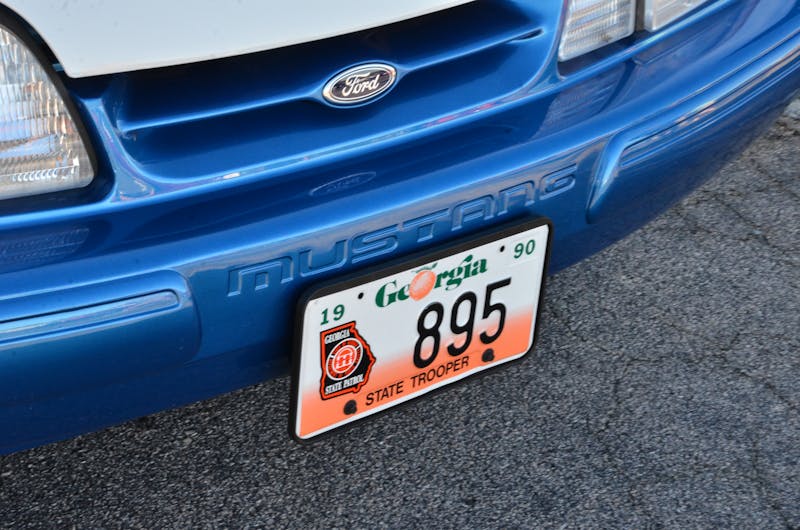 Ford
MUSTANG
19 Georgia 90
GEORGIA
STATE PATROL
895
STATE TROOPER